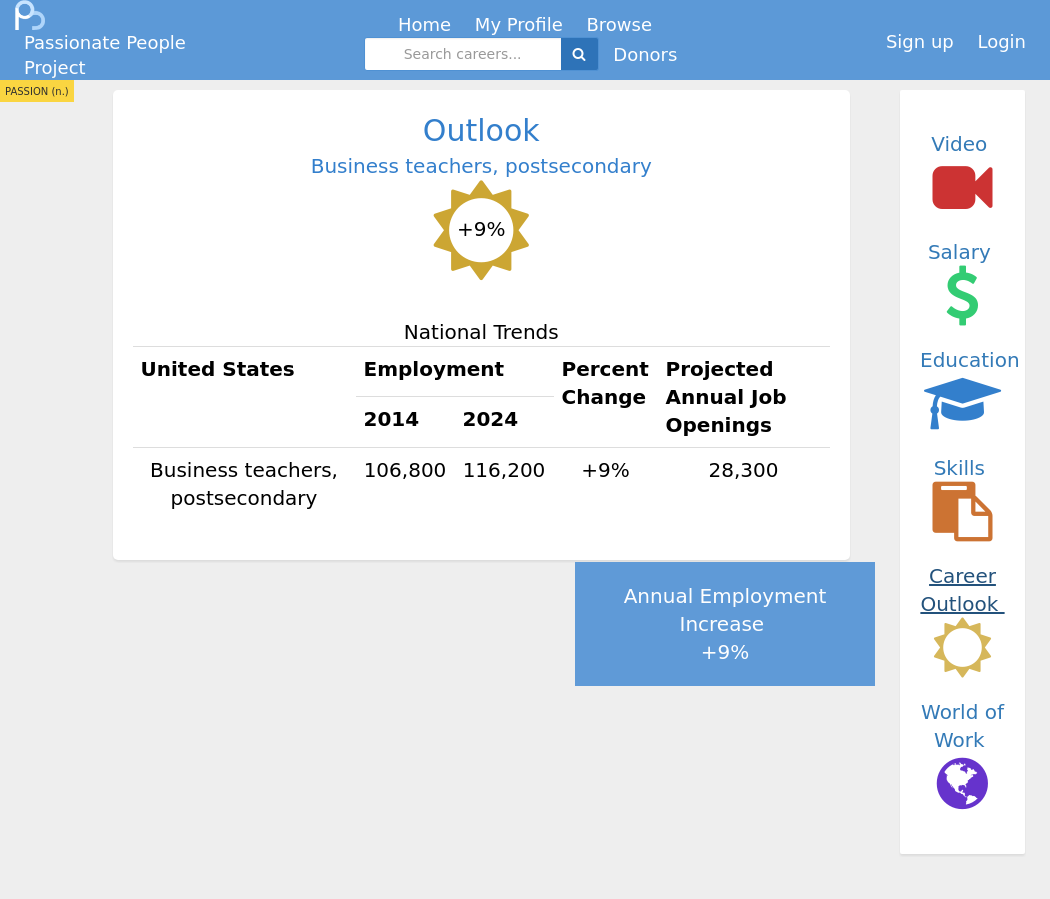 Passionate People
Project
Home My Profile Browse
Search careers...
Donors
Sign up Login
PASSION (n.)
Outlook
Business teachers, postsecondary
+9%
National Trends
United States Employment Percent Change Projected Annual Job Openings
2014 2024
Business teachers, postsecondary 106,800 116,200 +9% 28,300
Annual Employment
Increase
+9%
Video
Salary
Education
Skills
Career
Outlook
World of
Work